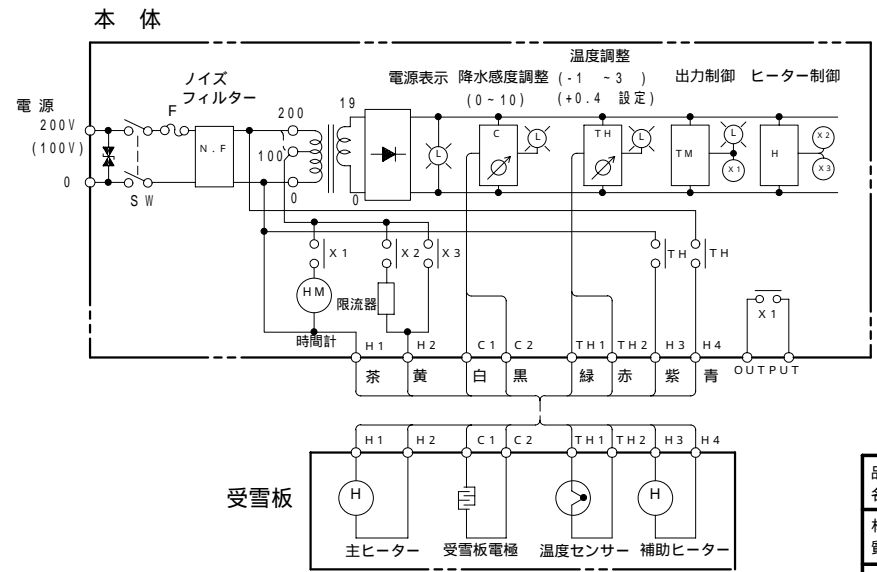 本 体
電 源
200V
(100V)
0
SW
F
ノイズ
フィルター
N.F
200
100
0
19
0
電源表示
降水感度調整
(0~10)
温度調整
(-1 ~3 )
(+0.4 設定)
出力制御
ヒーター制御
L
C
L
TH
L
TM
L
X1
H
X2
X3
X1
HM
時間計
X2
X3
限流器
TH
TH
X1
OUTPUT
H1 H2 C1 C2 TH1 TH2 H3 H4
茶 黄 白 黒 緑 赤 紫 青
H1 H2 C1 C2 TH1 TH2 H3 H4
受雪板
H
H
主ヒーター 受雪板電極 温度センサー 補助ヒーター